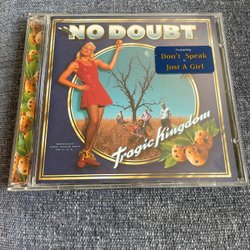 NO DOUBT
Featuring
Don't Speak
Just A Girl
Tragic Kingdom